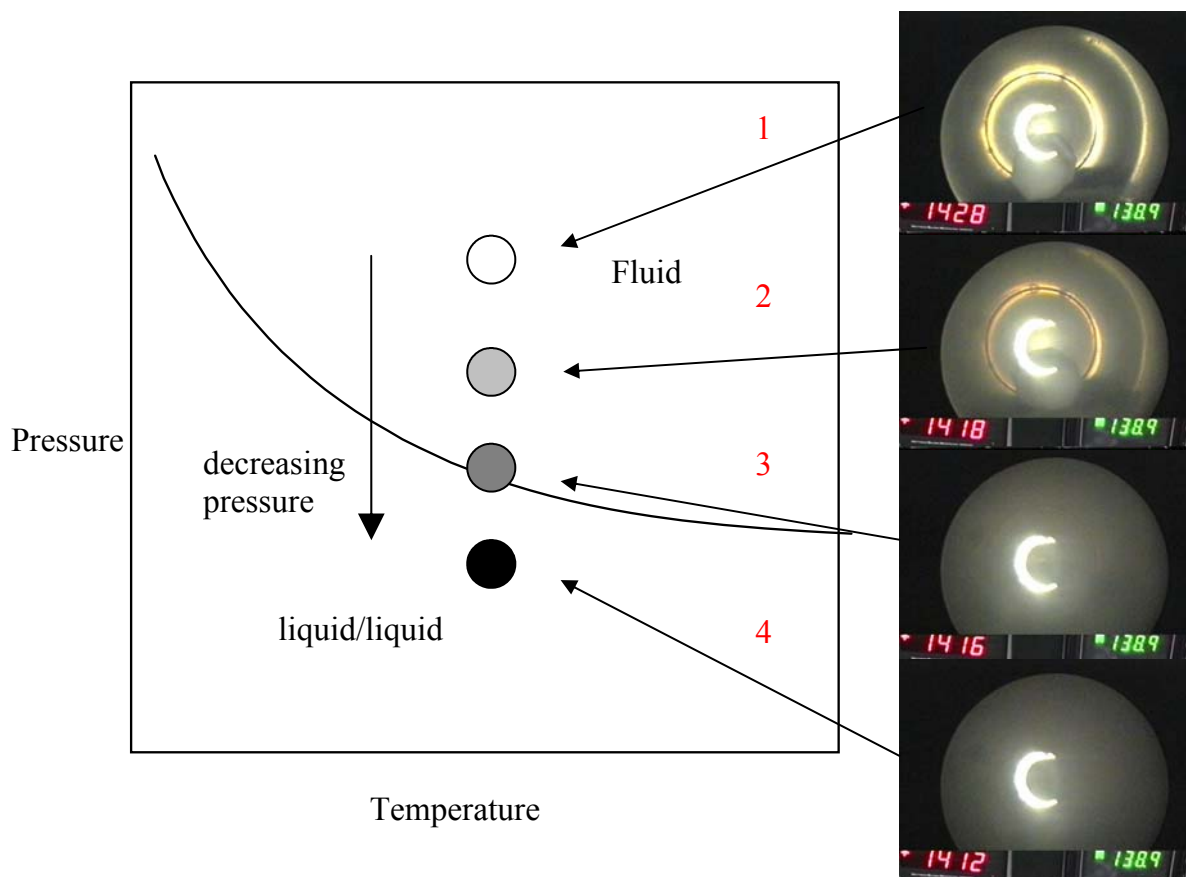 1
1428
138.9
Fluid
2
1418
138.9
Pressure
decreasing
pressure
3
1416
138.9
liquid/liquid
4
1412
138.9
Temperature